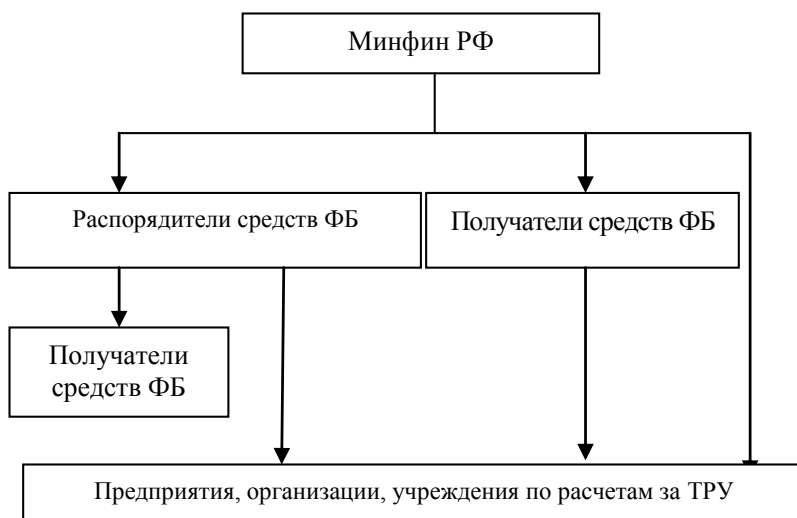 Минфин РФ
Распорядители средств ФБ
Получатели средств ФБ
Получатели
средств ФБ
Предприятия, организации, учреждения по расчетам за ТРУ